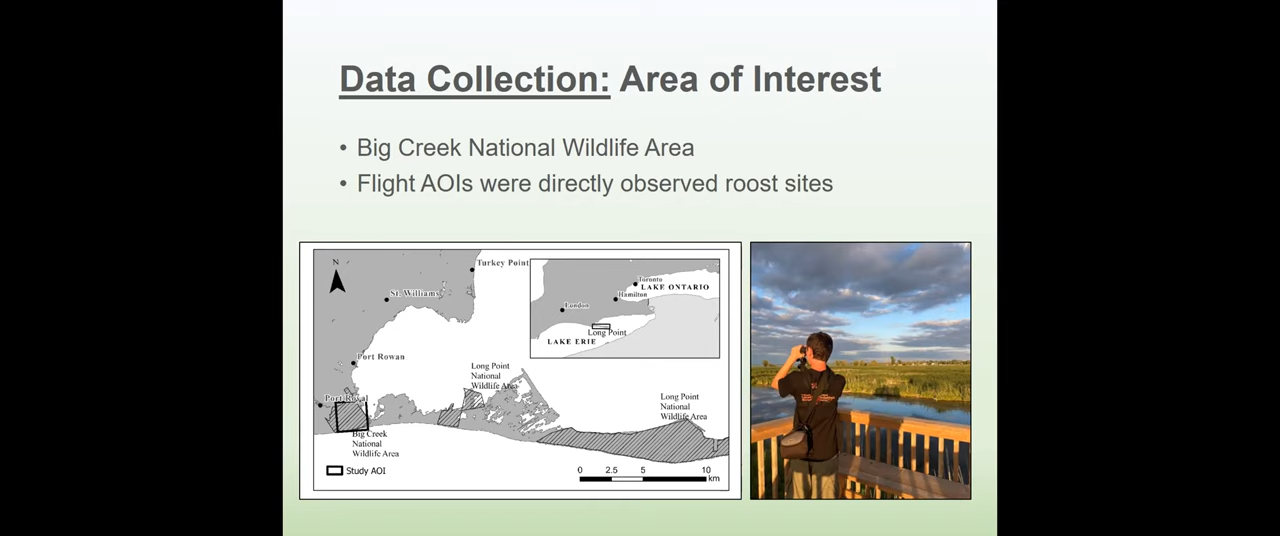 Data Collection: Area of Interest
• Big Creek National Wildlife Area
• Flight AOIs were directly observed roost sites
N
Turkey Point
St. Williams
Port Rowan
Port Royal
Big Creek
National
Wildlife Area
Long Point
National
Wildlife Area
Long Point
National
Wildlife Area
Toronto
LAKE ONTARIO
Hamilton
London
Long Point
LAKE ERIE
Study AOI
0 2.5 5 10
km